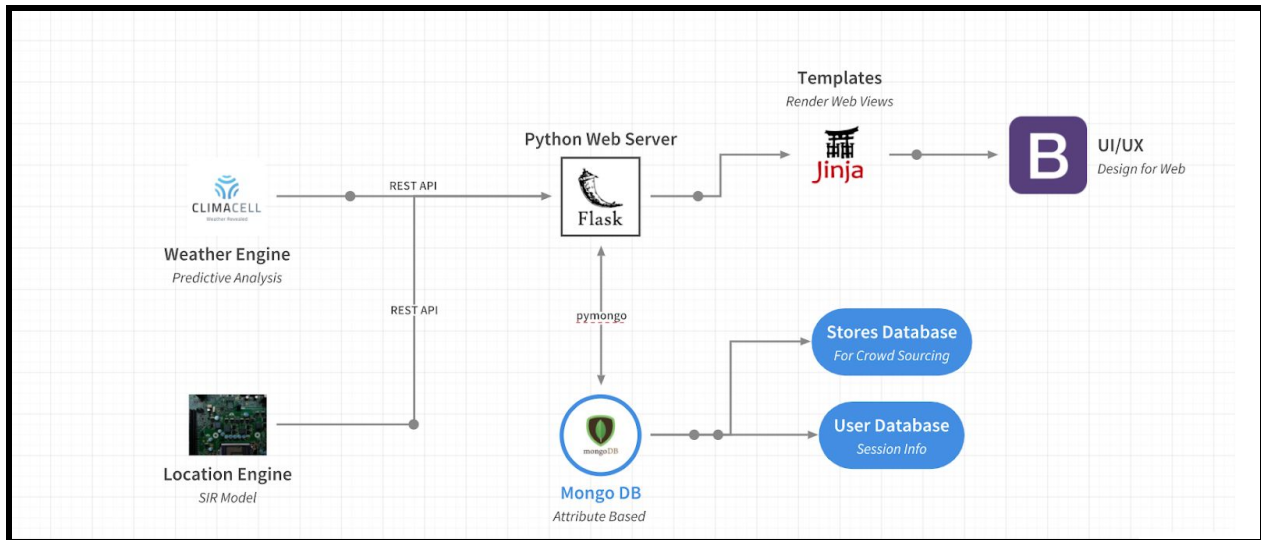 Templates
Render Web Views
Jinja
B
UI/UX
Design for Web
Python Web Server
Flask
REST API
CLIMACELL
Weather Revealed
Weather Engine
Predictive Analysis
REST API
pymongo
Stores Database
For Crowd Sourcing
User Database
Session Info
mongoDB
Location Engine
SIR Model
Mongo DB
Attribute Based